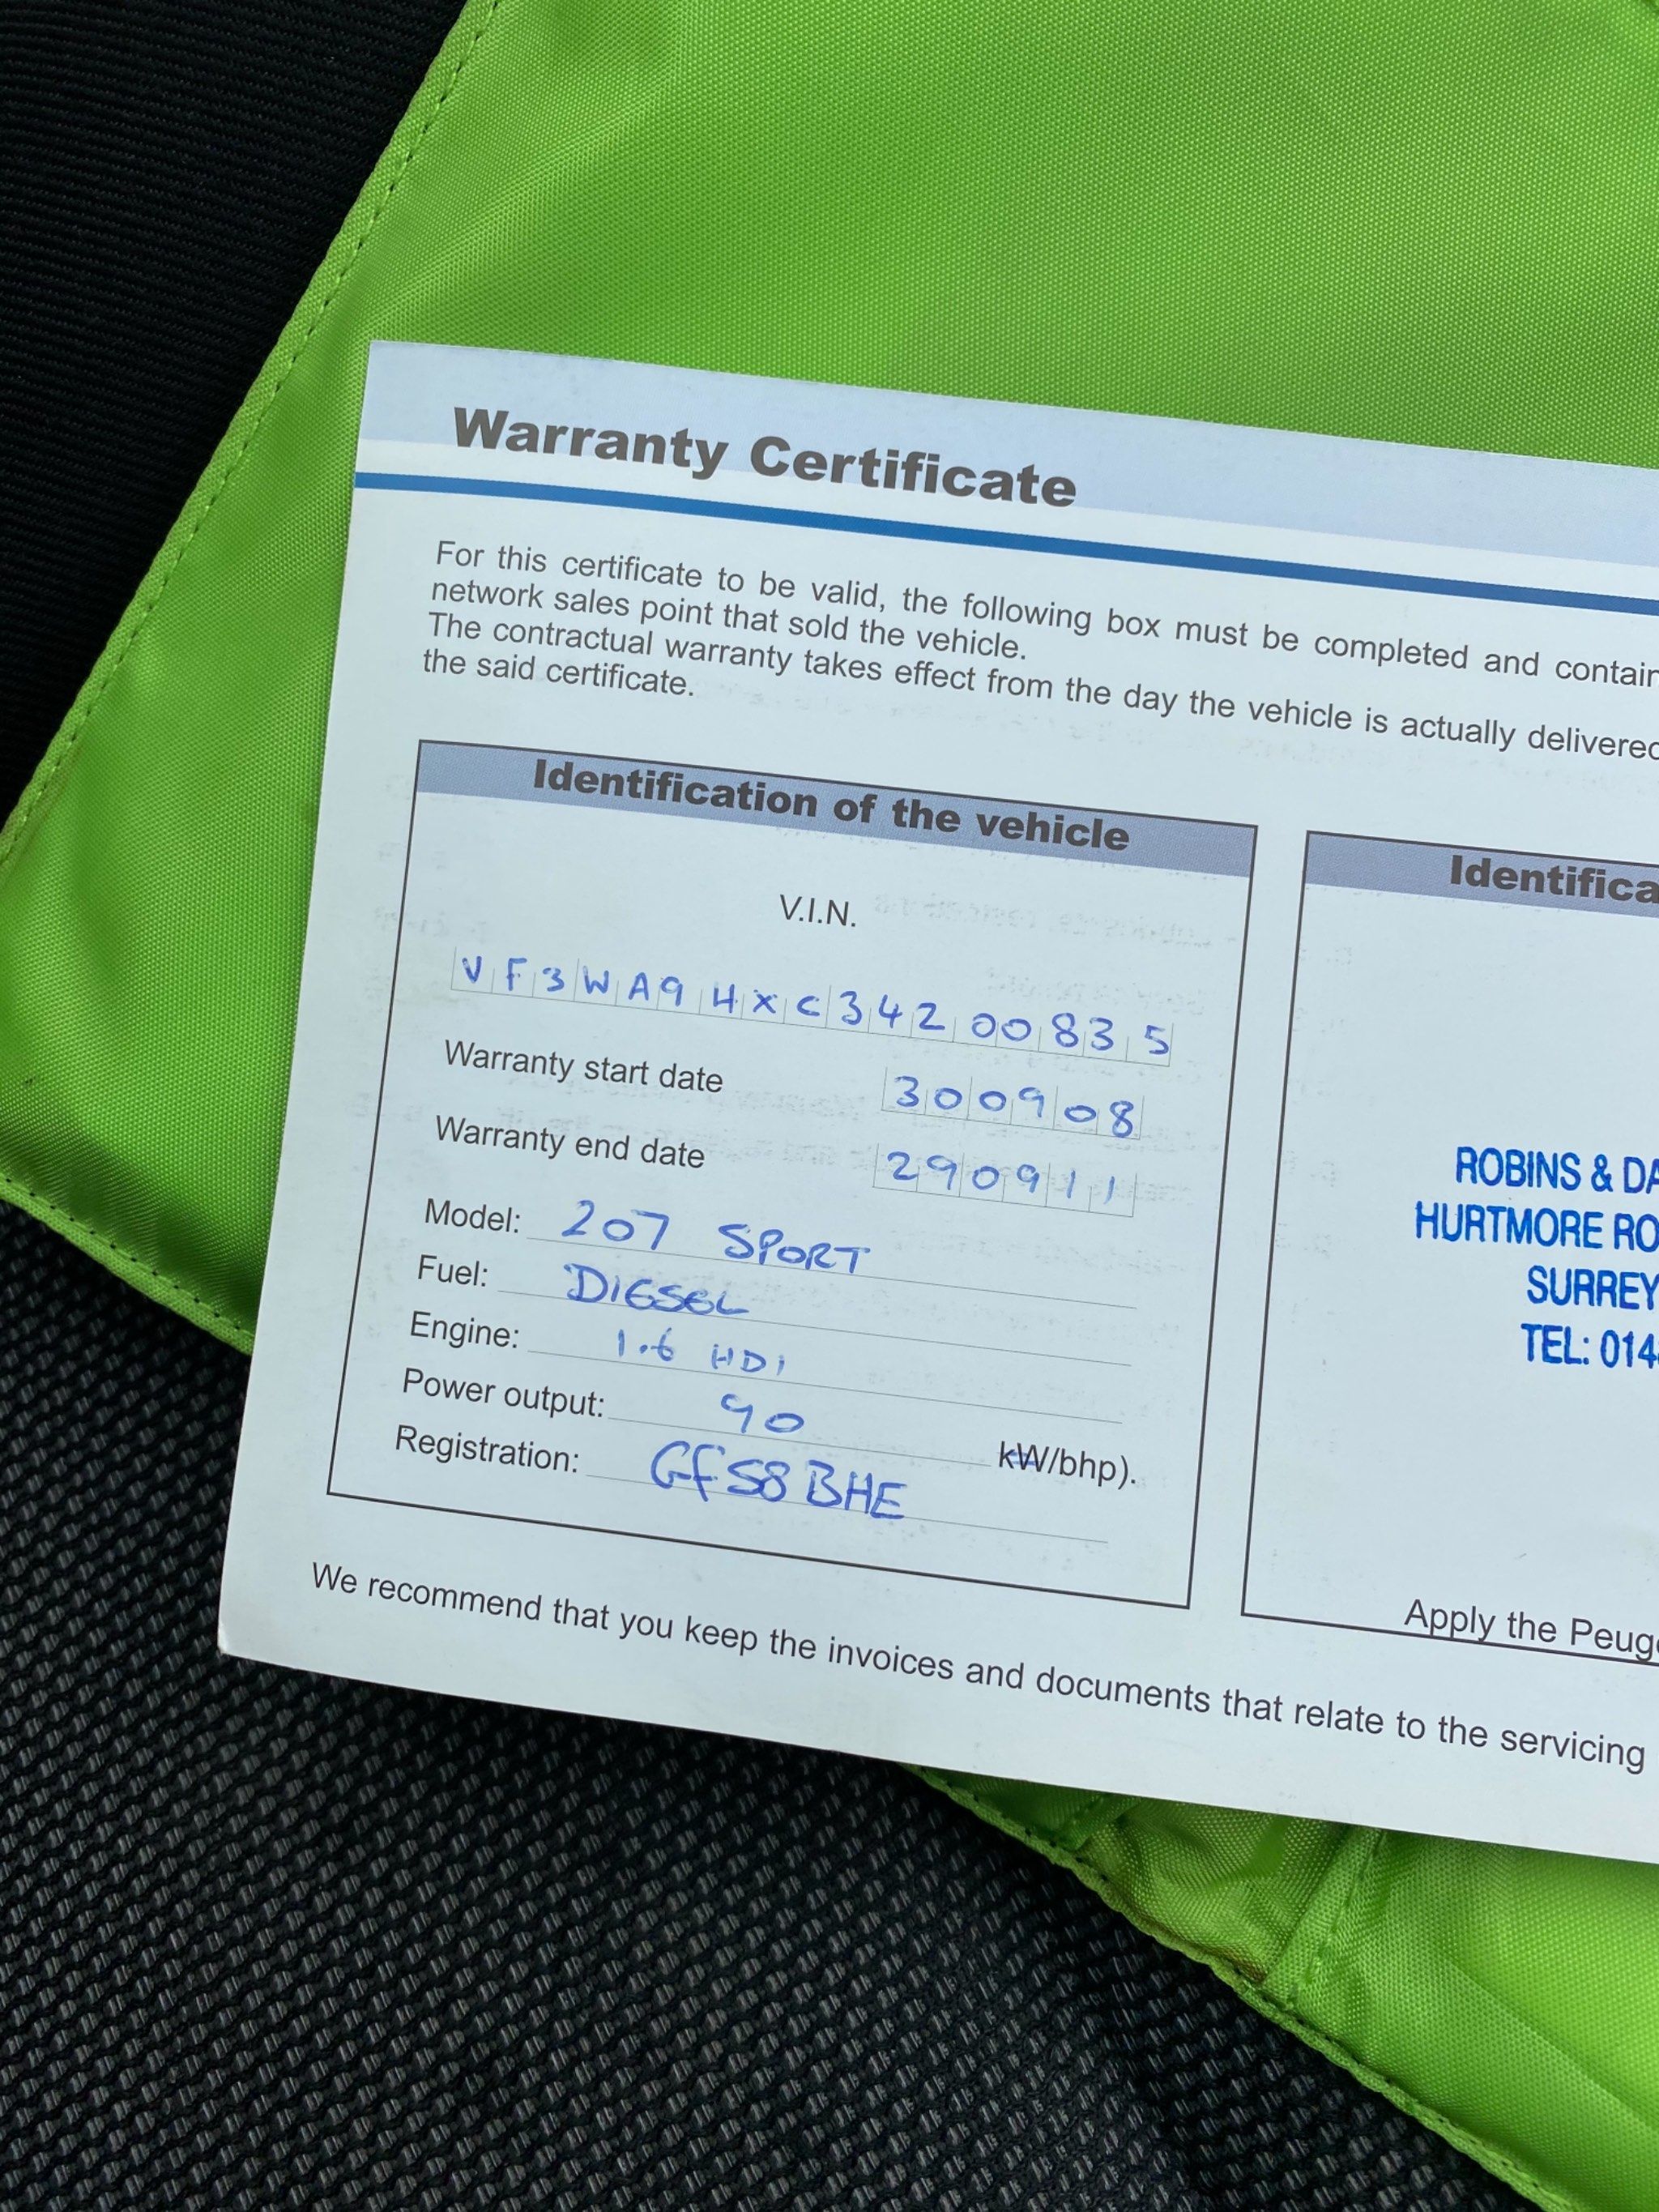 Warranty Certificate
For this certificate to be valid, the following box must be completed and contain
network sales point that sold the vehicle.
The contractual warranty takes effect from the day the vehicle is actually delivered
the said certificate.
Identification of the vehicle
V.I.N.
VF3WA9HXC34200835
Warranty start date 300908
Warranty end date 290911
Model: 207 SPORT
Fuel: DIESEL
Engine: 1.6 HDi
Power output: 90 kW/bhp).
Registration: GF58 BHE
Identifica
ROBINS & DA
HURTMORE RO
SURREY
TEL: 014
Apply the Peug
We recommend that you keep the invoices and documents that relate to the servicing